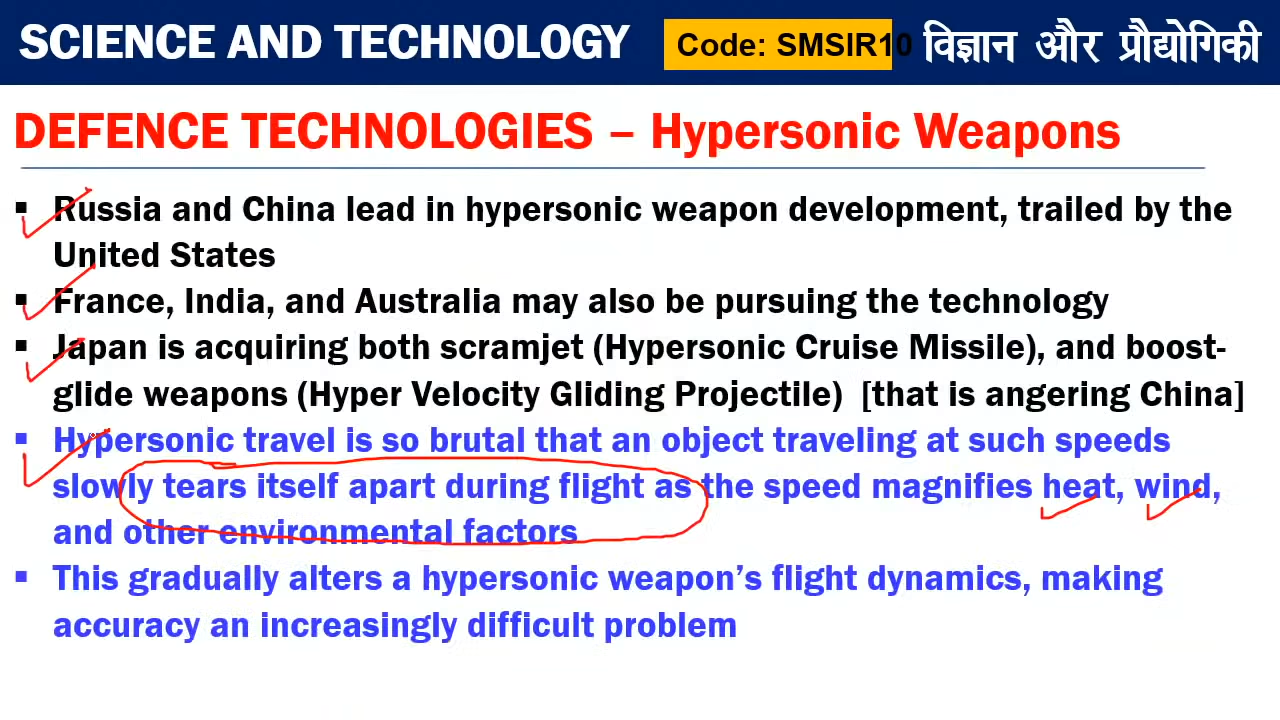 SCIENCE AND TECHNOLOGY Code: SMSIR10 विज्ञान और प्रौद्योगिकी
DEFENCE TECHNOLOGIES – Hypersonic Weapons
▪ Russia and China lead in hypersonic weapon development, trailed by the
United States
▪ France, India, and Australia may also be pursuing the technology
▪ Japan is acquiring both scramjet (Hypersonic Cruise Missile), and boost-
glide weapons (Hyper Velocity Gliding Projectile) [that is angering China]
▪ Hypersonic travel is so brutal that an object traveling at such speeds
slowly tears itself apart during flight as the speed magnifies heat, wind,
and other environmental factors
▪ This gradually alters a hypersonic weapon’s flight dynamics, making
accuracy an increasingly difficult problem